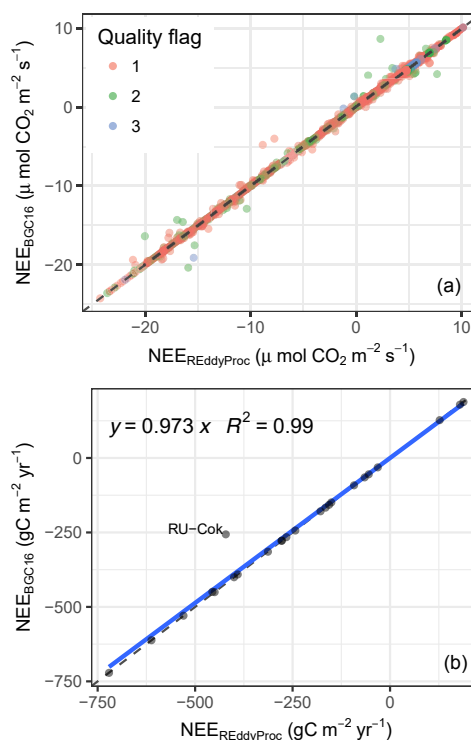 Quality flag
1
2
3
10
0
−10
−20
NEE_BGC16 (μ mol CO₂ m⁻² s⁻¹)
(a)
−20 −10 0 10
NEE_REddyProc (μ mol CO₂ m⁻² s⁻¹)
y = 0.973 x R² = 0.99
0
−250
−500
−750
NEE_BGC16 (gC m⁻² yr⁻¹)
RU−Cok
(b)
−750 −500 −250 0
NEE_REddyProc (gC m⁻² yr⁻¹)